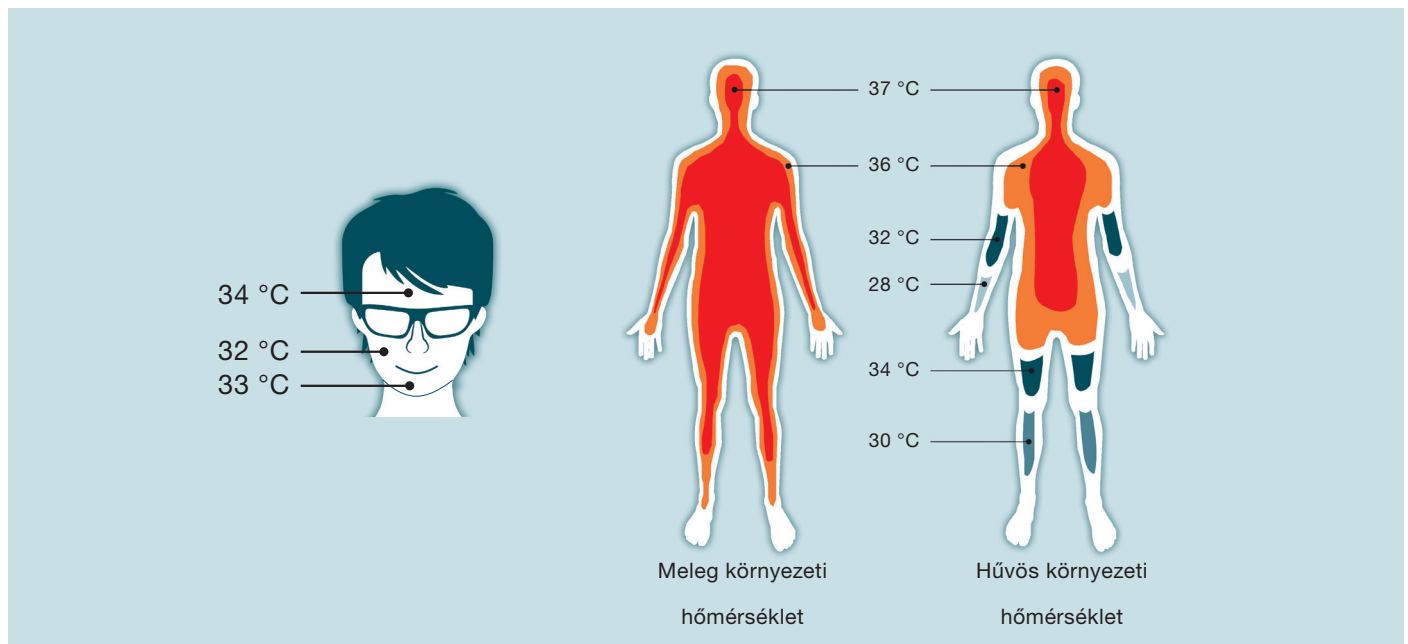 34 °C
32 °C
33 °C
37 °C
36 °C
32 °C
28 °C
34 °C
30 °C
Meleg környezeti
hőmérséklet
Hűvös környezeti
hőmérséklet